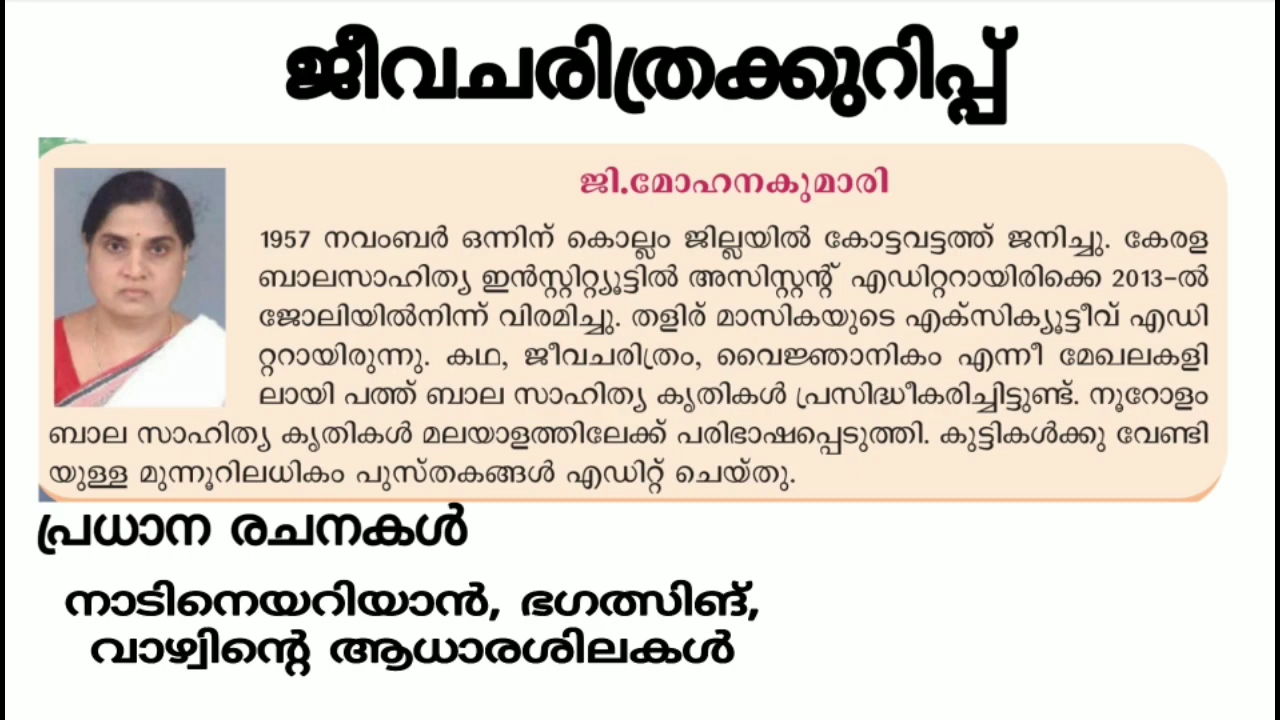 ജീവചരിത്രക്കുറിപ്പ്
ജി.മോഹനകുമാരി
1957 നവംബർ ഒന്നിന് കൊല്ലം ജില്ലയിൽ കോട്ടവട്ടത്ത് ജനിച്ചു. കേരള
ബാലസാഹിത്യ ഇൻസ്റ്റിറ്റ്യൂട്ടിൽ അസിസ്റ്റന്റ് എഡിറ്ററായിരിക്കെ 2013-ൽ
ജോലിയിൽനിന്ന് വിരമിച്ചു. തളിര് മാസികയുടെ എക്സിക്യൂട്ടീവ് എഡി
റ്ററായിരുന്നു. കഥ, ജീവചരിത്രം, വൈജ്ഞാനികം എന്നീ മേഖലകളി
ലായി പത്ത് ബാല സാഹിത്യ കൃതികൾ പ്രസിദ്ധീകരിച്ചിട്ടുണ്ട്. നൂറോളം
ബാല സാഹിത്യ കൃതികൾ മലയാളത്തിലേക്ക് പരിഭാഷപ്പെടുത്തി. കുട്ടികൾക്കു വേണ്ടി
യുള്ള മുന്നൂറിലധികം പുസ്തകങ്ങൾ എഡിറ്റ് ചെയ്തു.
പ്രധാന രചനകൾ
നാടിനെയറിയാൻ, ഭഗത്സിങ്,
വാഴ്വിന്റെ ആധാരശിലകൾ